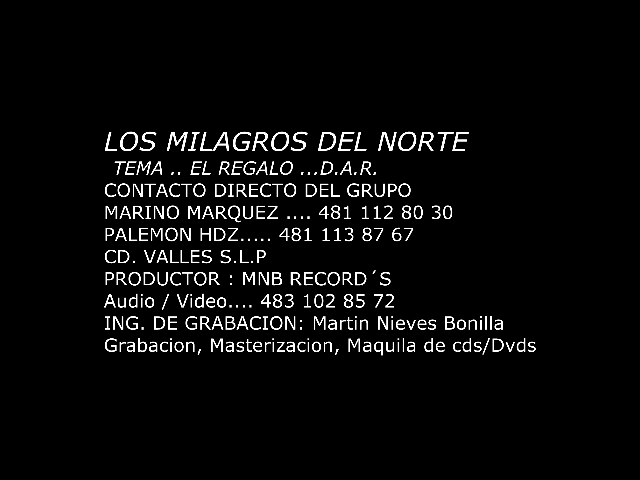 LOS MILAGROS DEL NORTE
TEMA .. EL REGALO ...D.A.R.
CONTACTO DIRECTO DEL GRUPO
MARINO MARQUEZ .... 481 112 80 30
PALEMON HDZ..... 481 113 87 67
CD. VALLES S.L.P
PRODUCTOR : MNB RECORD´S
Audio / Video.... 483 102 85 72
ING. DE GRABACION: Martin Nieves Bonilla
Grabacion, Masterizacion, Maquila de cds/Dvds